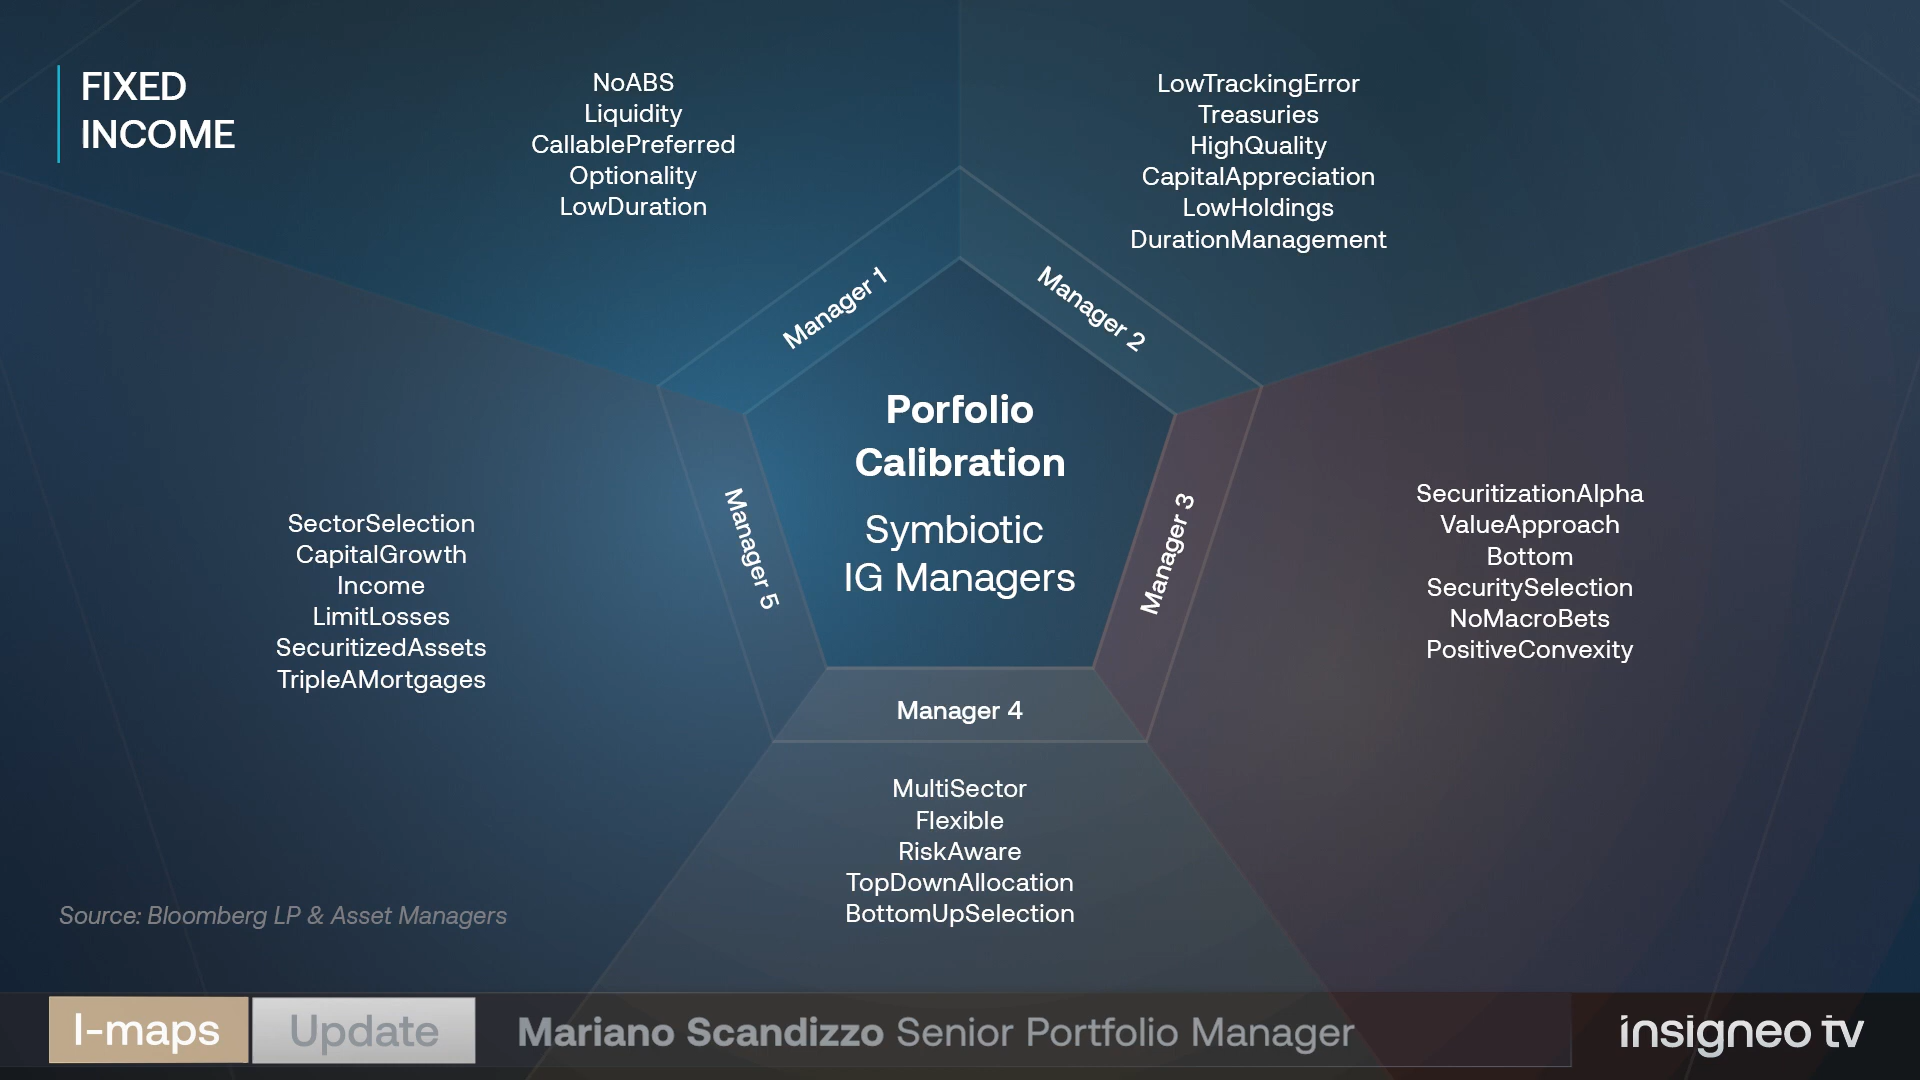 FIXED
INCOME
NoABS
Liquidity
CallablePreferred
Optionality
LowDuration
LowTrackingError
Treasuries
HighQuality
CapitalAppreciation
LowHoldings
DurationManagement
Manager 1
Manager 2
Porfolio
Calibration
Symbiotic
IG Managers
Manager 5
Manager 3
SectorSelection
CapitalGrowth
Income
LimitLosses
SecuritizedAssets
TripleAMortgages
SecuritizationAlpha
ValueApproach
Bottom
SecuritySelection
NoMacroBets
PositiveConvexity
Manager 4
MultiSector
Flexible
RiskAware
TopDownAllocation
BottomUpSelection
Source: Bloomberg LP & Asset Managers
I-maps Update Mariano Scandizzo Senior Portfolio Manager insigneo tv